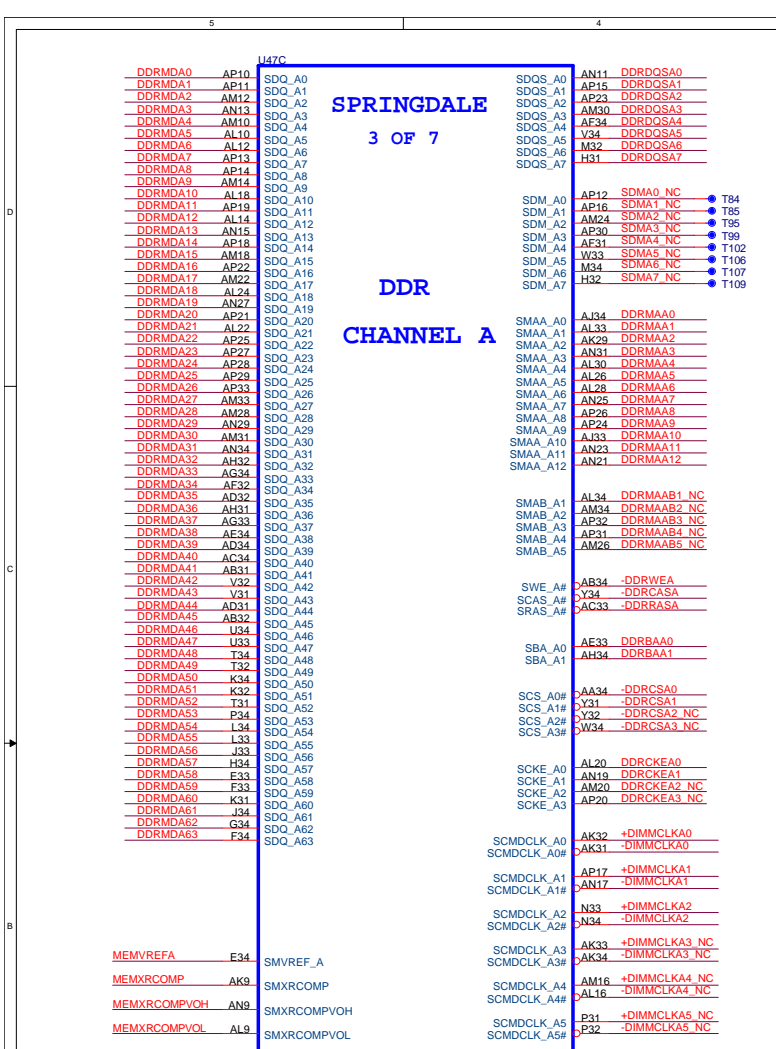 5 4
U47C
SPRINGDALE
3 OF 7
DDR
CHANNEL A
D
C
B
DDRMDA0 AP10 SDQ_A0
DDRMDA1 AP11 SDQ_A1
DDRMDA2 AM12 SDQ_A2
DDRMDA3 AN13 SDQ_A3
DDRMDA4 AM10 SDQ_A4
DDRMDA5 AL10 SDQ_A5
DDRMDA6 AL12 SDQ_A6
DDRMDA7 AP13 SDQ_A7
DDRMDA8 AP14 SDQ_A8
DDRMDA9 AM14 SDQ_A9
DDRMDA10 AL18 SDQ_A10
DDRMDA11 AP19 SDQ_A11
DDRMDA12 AL14 SDQ_A12
DDRMDA13 AN15 SDQ_A13
DDRMDA14 AP18 SDQ_A14
DDRMDA15 AM18 SDQ_A15
DDRMDA16 AP22 SDQ_A16
DDRMDA17 AM22 SDQ_A17
DDRMDA18 AL24 SDQ_A18
DDRMDA19 AN27 SDQ_A19
DDRMDA20 AP21 SDQ_A20
DDRMDA21 AL22 SDQ_A21
DDRMDA22 AP25 SDQ_A22
DDRMDA23 AP27 SDQ_A23
DDRMDA24 AP28 SDQ_A24
DDRMDA25 AP29 SDQ_A25
DDRMDA26 AP33 SDQ_A26
DDRMDA27 AM33 SDQ_A27
DDRMDA28 AM28 SDQ_A28
DDRMDA29 AN29 SDQ_A29
DDRMDA30 AM31 SDQ_A30
DDRMDA31 AN34 SDQ_A31
DDRMDA32 AH32 SDQ_A32
DDRMDA33 AG34 SDQ_A33
DDRMDA34 AF32 SDQ_A34
DDRMDA35 AD32 SDQ_A35
DDRMDA36 AH31 SDQ_A36
DDRMDA37 AG33 SDQ_A37
DDRMDA38 AE34 SDQ_A38
DDRMDA39 AD34 SDQ_A39
DDRMDA40 AC34 SDQ_A40
DDRMDA41 AB31 SDQ_A41
DDRMDA42 V32 SDQ_A42
DDRMDA43 V31 SDQ_A43
DDRMDA44 AD31 SDQ_A44
DDRMDA45 AB32 SDQ_A45
DDRMDA46 U34 SDQ_A46
DDRMDA47 U33 SDQ_A47
DDRMDA48 T34 SDQ_A48
DDRMDA49 T32 SDQ_A49
DDRMDA50 K34 SDQ_A50
DDRMDA51 K32 SDQ_A51
DDRMDA52 T31 SDQ_A52
DDRMDA53 P34 SDQ_A53
DDRMDA54 L34 SDQ_A54
DDRMDA55 L33 SDQ_A55
DDRMDA56 J33 SDQ_A56
DDRMDA57 H34 SDQ_A57
DDRMDA58 E33 SDQ_A58
DDRMDA59 F33 SDQ_A59
DDRMDA60 K31 SDQ_A60
DDRMDA61 J34 SDQ_A61
DDRMDA62 G34 SDQ_A62
DDRMDA63 F34 SDQ_A63
MEMVREFA E34 SMVREF_A
MEMXRCOMP AK9 SMXRCOMP
MEMXRCOMPVOH AN9 SMXRCOMPVOH
MEMXRCOMPVOL AL9 SMXRCOMPVOL
SDQS_A0 AN11 DDRDQSA0
SDQS_A1 AP15 DDRDQSA1
SDQS_A2 AP23 DDRDQSA2
SDQS_A3 AM30 DDRDQSA3
SDQS_A4 AF34 DDRDQSA4
SDQS_A5 V34 DDRDQSA5
SDQS_A6 M32 DDRDQSA6
SDQS_A7 H31 DDRDQSA7
SDM_A0 AP12 SDMA0_NC T84
SDM_A1 AP16 SDMA1_NC T85
SDM_A2 AM24 SDMA2_NC T95
SDM_A3 AP30 SDMA3_NC T99
SDM_A4 AF31 SDMA4_NC T102
SDM_A5 W33 SDMA5_NC T106
SDM_A6 M34 SDMA6_NC T107
SDM_A7 H32 SDMA7_NC T109
SMAA_A0 AJ34 DDRMAA0
SMAA_A1 AL33 DDRMAA1
SMAA_A2 AK29 DDRMAA2
SMAA_A3 AN31 DDRMAA3
SMAA_A4 AL30 DDRMAA4
SMAA_A5 AL26 DDRMAA5
SMAA_A6 AL28 DDRMAA6
SMAA_A7 AN25 DDRMAA7
SMAA_A8 AP26 DDRMAA8
SMAA_A9 AP24 DDRMAA9
SMAA_A10 AJ33 DDRMAA10
SMAA_A11 AN23 DDRMAA11
SMAA_A12 AN21 DDRMAA12
SMAB_A1 AL34 DDRMAAB1_NC
SMAB_A2 AM34 DDRMAAB2_NC
SMAB_A3 AP32 DDRMAAB3_NC
SMAB_A4 AP31 DDRMAAB4_NC
SMAB_A5 AM26 DDRMAAB5_NC
SWE_A# AB34 -DDRWEA
SCAS_A# Y34 -DDRCASA
SRAS_A# AC33 -DDRRASA
SBA_A0 AE33 DDRBAA0
SBA_A1 AH34 DDRBAA1
SCS_A0# AA34 -DDRCSA0
SCS_A1# Y31 -DDRCSA1
SCS_A2# Y32 -DDRCSA2_NC
SCS_A3# W34 -DDRCSA3_NC
SCKE_A0 AL20 DDRCKEA0
SCKE_A1 AN19 DDRCKEA1
SCKE_A2 AM20 DDRCKEA2_NC
SCKE_A3 AP20 DDRCKEA3_NC
SCMDCLK_A0 AK32 +DIMMCLKA0
SCMDCLK_A0# AK31 -DIMMCLKA0
SCMDCLK_A1 AP17 +DIMMCLKA1
SCMDCLK_A1# AN17 -DIMMCLKA1
SCMDCLK_A2 N33 +DIMMCLKA2
SCMDCLK_A2# N34 -DIMMCLKA2
SCMDCLK_A3 AK33 +DIMMCLKA3_NC
SCMDCLK_A3# AK34 -DIMMCLKA3_NC
SCMDCLK_A4 AM16 +DIMMCLKA4_NC
SCMDCLK_A4# AL16 -DIMMCLKA4_NC
SCMDCLK_A5 P31 +DIMMCLKA5_NC
SCMDCLK_A5# P32 -DIMMCLKA5_NC